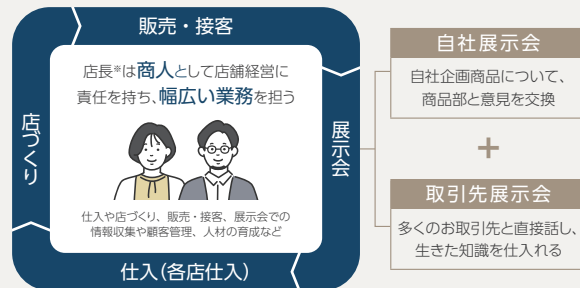 販売・接客
店長※は商人として店舗経営に
責任を持ち、幅広い業務を担う
仕入や店づくり、販売・接客、展示会での
情報収集や顧客管理、人材の育成など
店づくり
展示会
仕入(各店仕入)
自社展示会
自社企画商品について、
商品部と意見を交換
+
取引先展示会
多くのお取引先と直接話し、
生きた知識を仕入れる